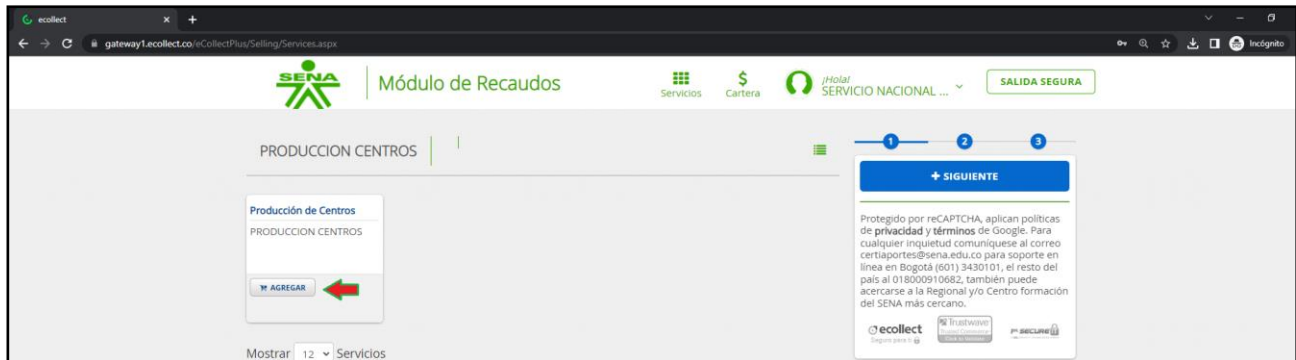 ecollect
gateway1.ecollect.co/eCollectPlus/Selling/Services.aspx
Incógnito
SENA
Módulo de Recaudos
Servicios
$
Cartera
¡Hola!
SERVICIO NACIONAL ...
SALIDA SEGURA
PRODUCCION CENTROS
1 2 3
+ SIGUIENTE
Producción de Centros
PRODUCCION CENTROS
AGREGAR
Mostrar 12 Servicios
Protegido por reCAPTCHA, aplican políticas
de privacidad y términos de Google. Para
cualquier inquietud comuníquese al correo
certiaportes@sena.edu.co para soporte en
línea en Bogotá (601) 3430101, el resto del
país al 018000910682, también puede
acercarse a la Regional y/o Centro formación
del SENA más cercano.
ecollect
Trustwave
SECURE